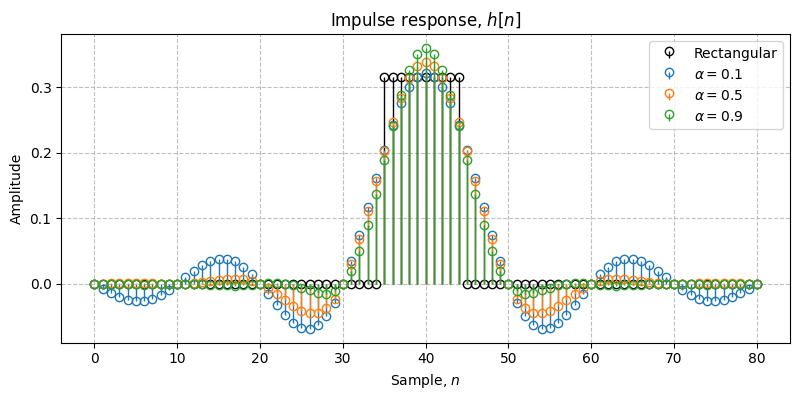 Impulse response, h[n]
Rectangular
α = 0.1
α = 0.5
α = 0.9
Amplitude
0.3
0.2
0.1
0.0
0 10 20 30 40 50 60 70 80
Sample, n